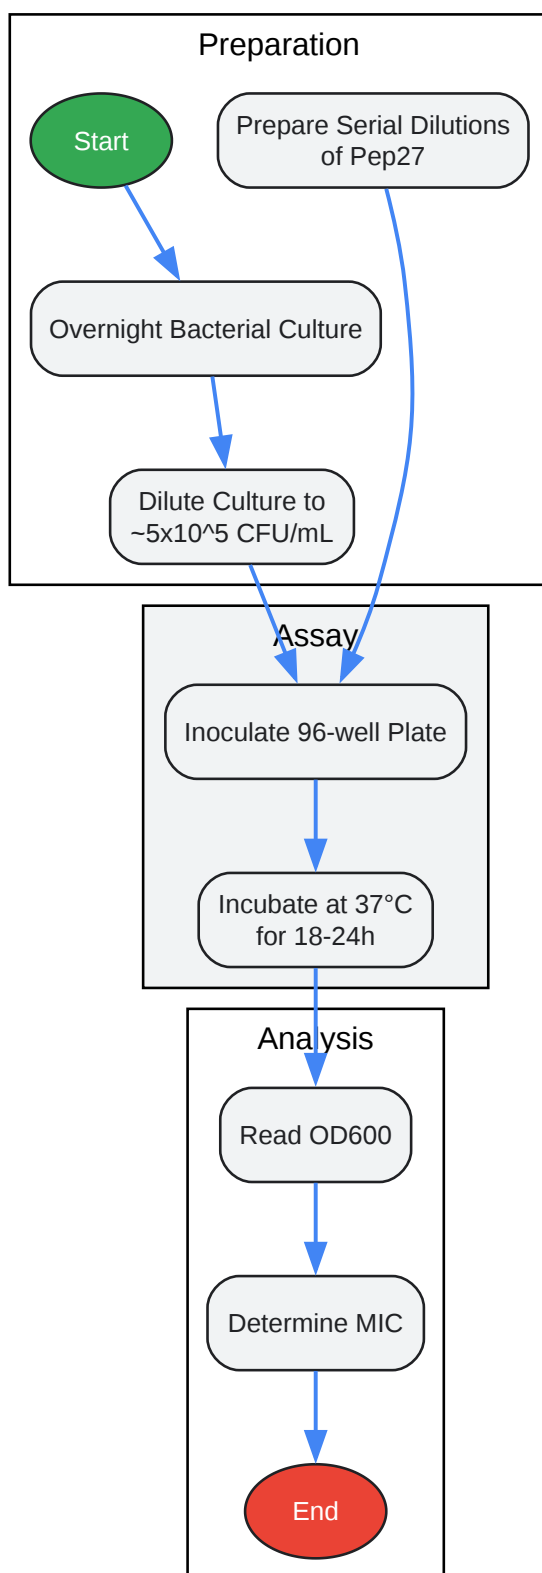 Preparation
Start
Prepare Serial Dilutions
of Pep27
Overnight Bacterial Culture
Dilute Culture to
~5x10^5 CFU/mL
Assay
Inoculate 96-well Plate
Incubate at 37°C
for 18-24h
Analysis
Read OD600
Determine MIC
End